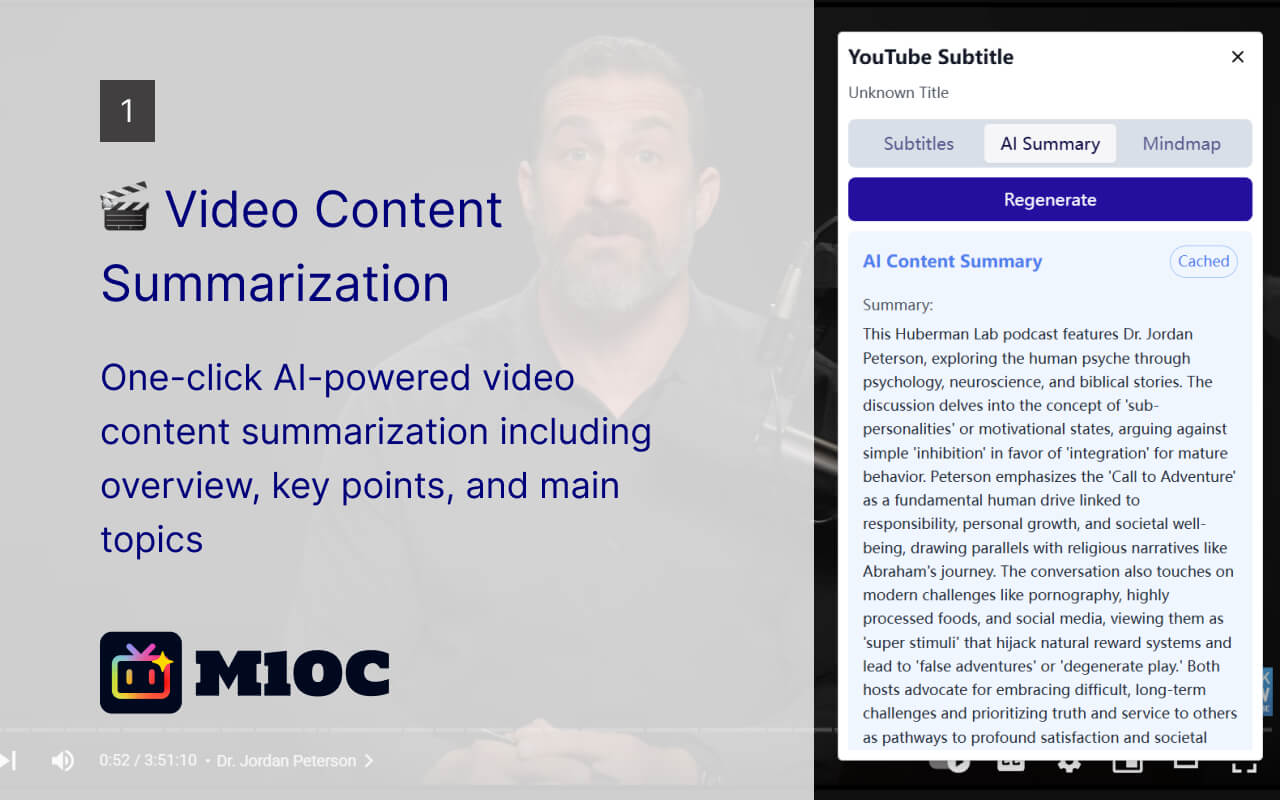 1
🎬 Video Content
Summarization
One-click AI-powered video
content summarization including
overview, key points, and main
topics
M10C
0:52 / 3:51:10 • Dr. Jordan Peterson >
YouTube Subtitle
Unknown Title
Subtitles AI Summary Mindmap
Regenerate
AI Content Summary Cached
Summary:
This Huberman Lab podcast features Dr. Jordan
Peterson, exploring the human psyche through
psychology, neuroscience, and biblical stories. The
discussion delves into the concept of 'sub-
personalities' or motivational states, arguing against
simple 'inhibition' in favor of 'integration' for mature
behavior. Peterson emphasizes the 'Call to Adventure'
as a fundamental human drive linked to
responsibility, personal growth, and societal well-
being, drawing parallels with religious narratives like
Abraham's journey. The conversation also touches on
modern challenges like pornography, highly
processed foods, and social media, viewing them as
'super stimuli' that hijack natural reward systems and
lead to 'false adventures' or 'degenerate play.' Both
hosts advocate for embracing difficult, long-term
challenges and prioritizing truth and service to others
as pathways to profound satisfaction and societal